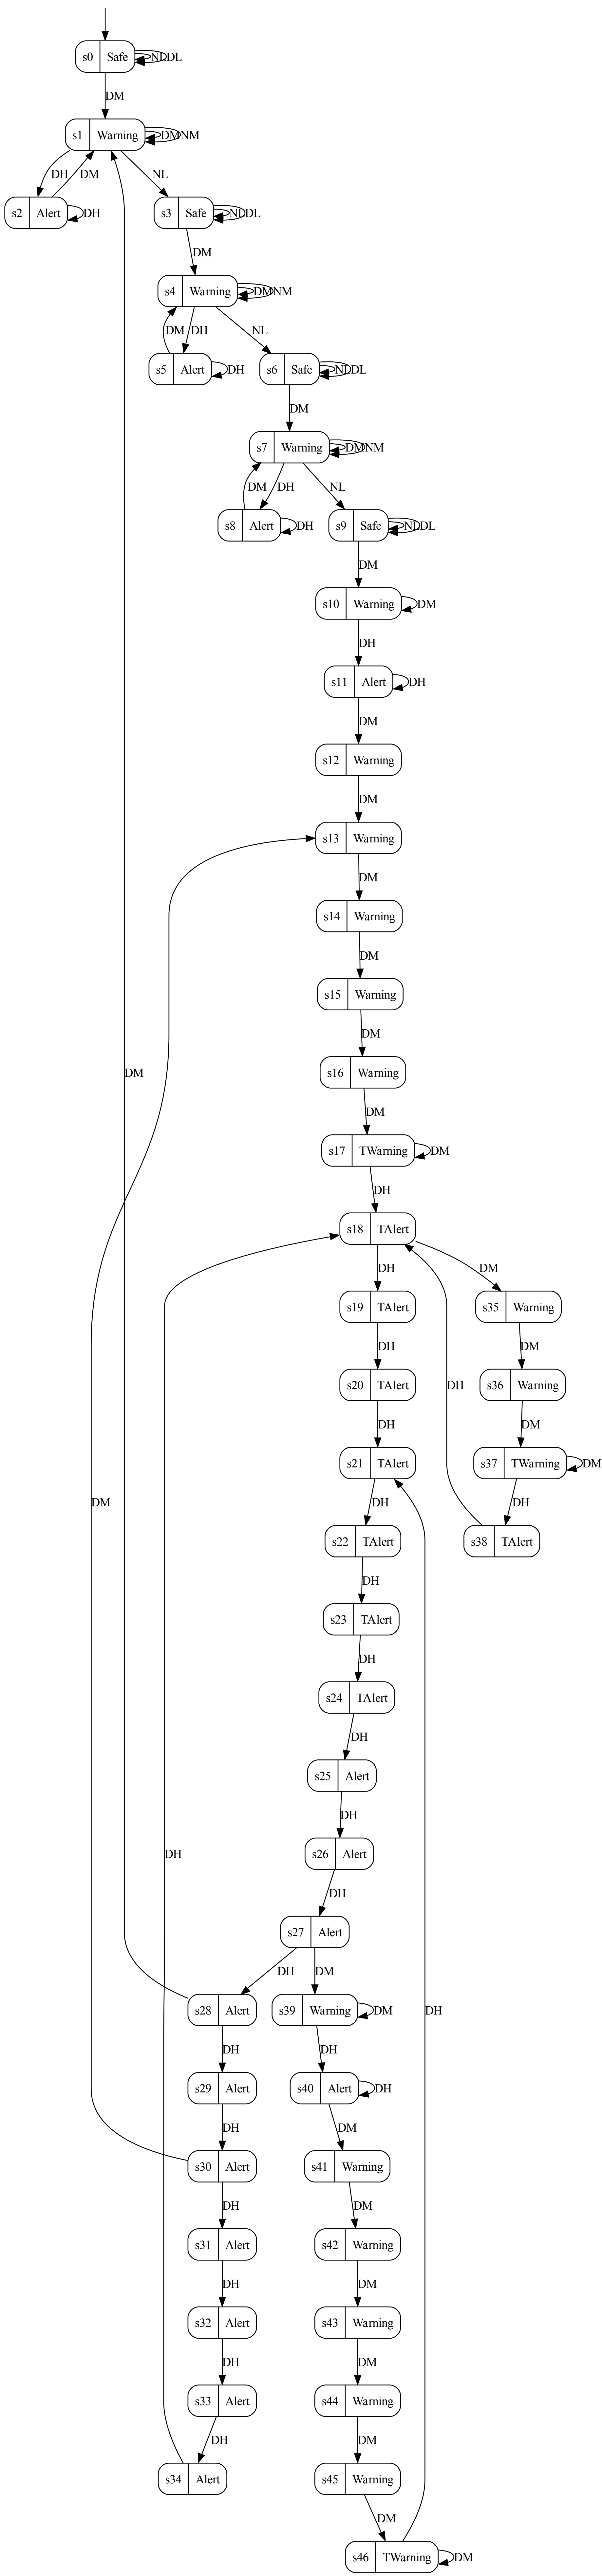 s0 Safe NL DL
DM
s1 Warning DM NM
DH DM NL
s2 Alert DH s3 Safe NL DL
DM
s4 Warning DM NM
DM DH NL
s5 Alert DH s6 Safe NL DL
DM
s7 Warning DM NM
DM DH NL
s8 Alert DH s9 Safe NL DL
DM
s10 Warning DM
DH
s11 Alert DH
DM
s12 Warning
DM
s13 Warning
DM
s14 Warning
DM
s15 Warning
DM
DM s16 Warning
DM
s17 TWarning DM
DH
s18 TAlert
DH DM
s19 TAlert s35 Warning
DH DM
s20 TAlert DH s36 Warning
DH DM
s21 TAlert s37 TWarning DM
DM DH DH
s22 TAlert s38 TAlert
DH
s23 TAlert
DH
s24 TAlert
DH
s25 Alert
DH
DH s26 Alert
DH
s27 Alert
DH DM
s28 Alert s39 Warning DM DH
DH DH
s29 Alert s40 Alert DH
DH DM
s30 Alert s41 Warning
DH DM
s31 Alert s42 Warning
DH DM
s32 Alert s43 Warning
DH DM
s33 Alert s44 Warning
DH DM
s34 Alert s45 Warning
DM
s46 TWarning DM